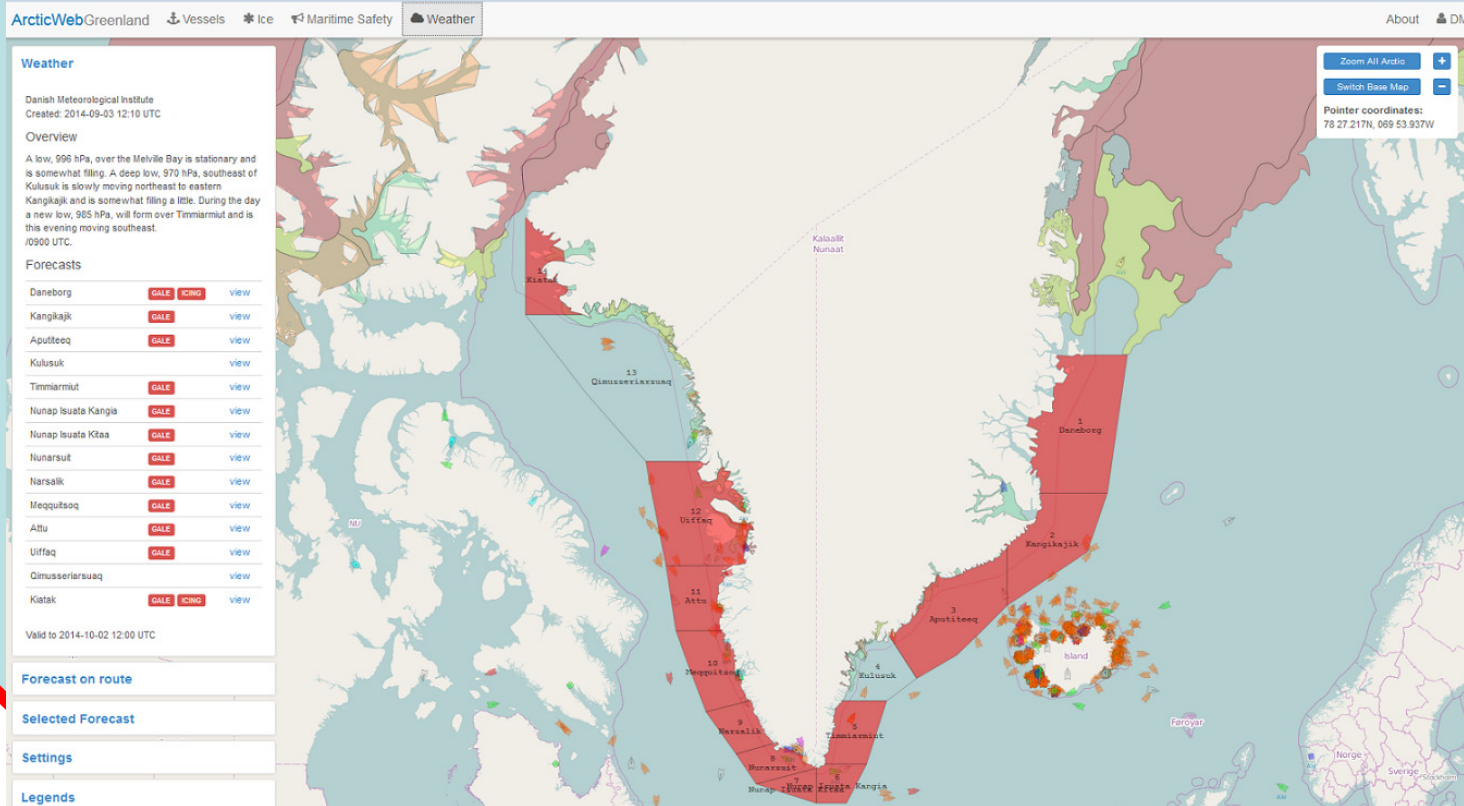 ArcticWebGreenland Vessels Ice Maritime Safety Weather About DM
Weather
Danish Meteorological Institute
Created: 2014-09-03 12:10 UTC
Overview
A low, 996 hPa, over the Melville Bay is stationary and
is somewhat filling. A deep low, 970 hPa, southeast of
Kulusuk is slowly moving northeast to eastern
Kangikajik and is somewhat filling a little. During the day
a new low, 985 hPa, will form over Timmiarmiut and is
this evening moving southeast.
/0900 UTC.
Forecasts
Daneborg GALE ICING view
Kangikajik GALE view
Aputiteeq GALE view
Kulusuk view
Timmiarmiut GALE view
Nunap Isuata Kangia GALE view
Nunap Isuata Kitaa GALE view
Nunarsuit GALE view
Narsalik GALE view
Meqquitsoq GALE view
Attu GALE view
Uiffaq GALE view
Qimusseriarsuaq view
Kiatak GALE ICING view
Valid to 2014-10-02 12:00 UTC
Forecast on route
Selected Forecast
Settings
Legends
Zoom All Arctic +
Switch Base Map −
Pointer coordinates:
78 27.217N, 069 53.937W
Kalaallit
Nunaat
14
Kiatak
13
Qimusseriarsuaq
1
Daneborg
12
Uiffaq
NU
2
Kangikajik
11
Attu
3
Aputiteeq
Island
10
Meqquitsoq
4
Kulusuk
9
Narsalik
5
Timmiarmiut
Føroyar
8
Nunarsuit
Norge
Sverige
Stockholm
7
Nunap Isuata Kitaa
6
Nunap Isuata Kangia